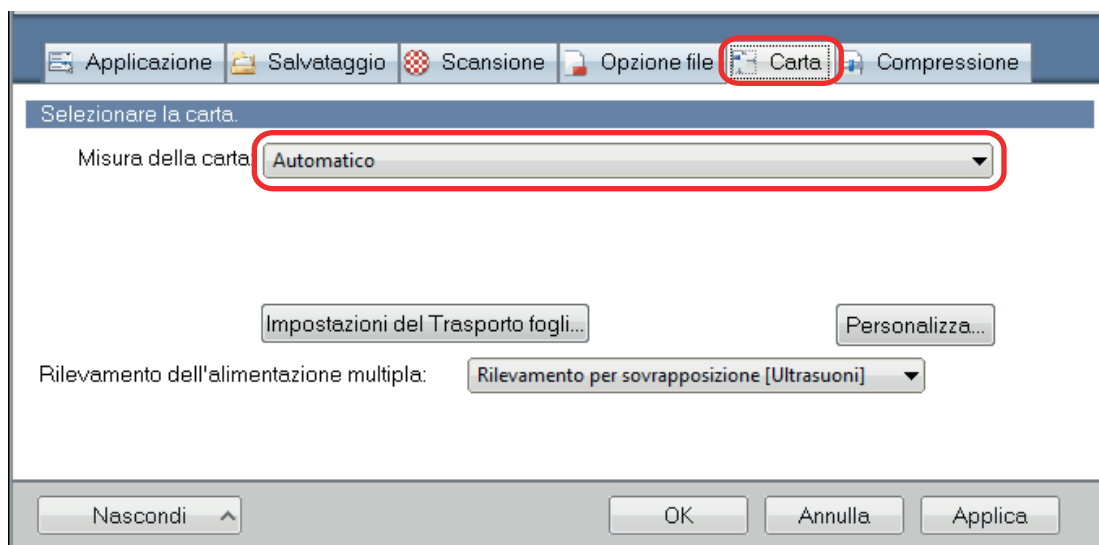 Applicazione Salvataggio Scansione Opzione file Carta Compressione
Selezionare la carta.
Misura della carta: Automatico
Impostazioni del Trasporto fogli... Personalizza...
Rilevamento dell'alimentazione multipla: Rilevamento per sovrapposizione [Ultrasuoni]
Nascondi OK Annulla Applica